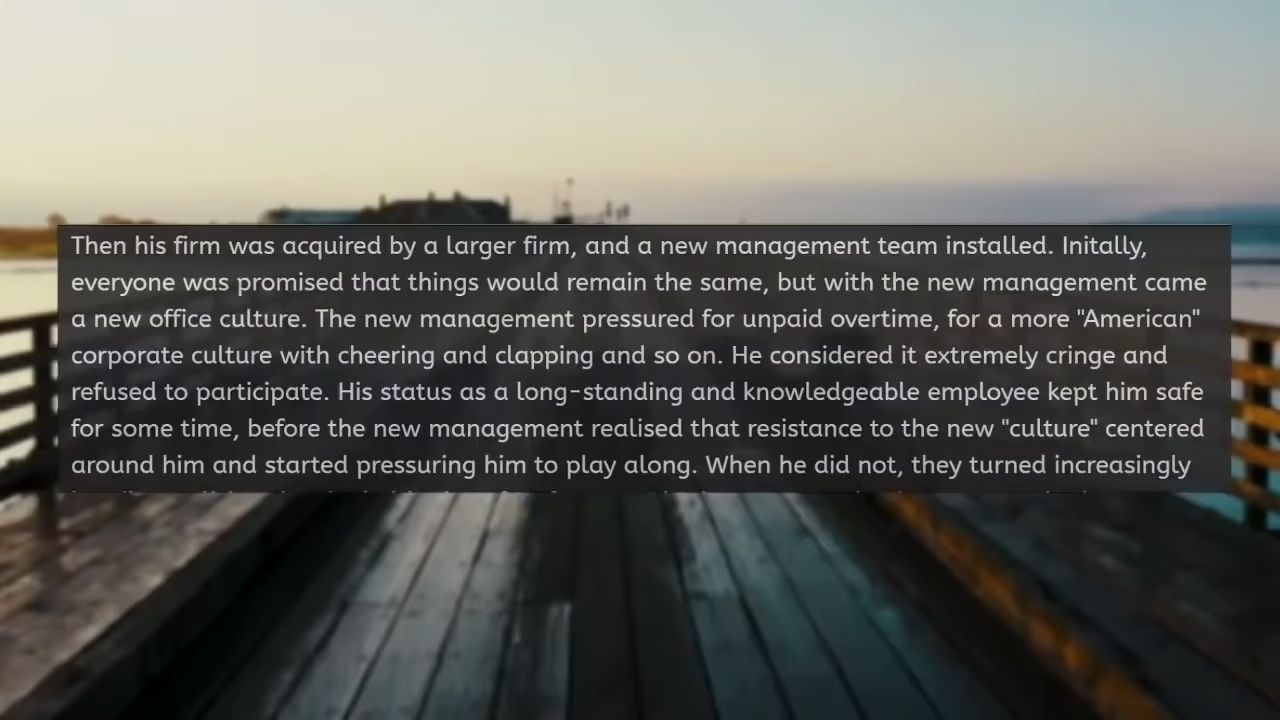 Then his firm was acquired by a larger firm, and a new management team installed. Initally,
everyone was promised that things would remain the same, but with the new management came
a new office culture. The new management pressured for unpaid overtime, for a more "American"
corporate culture with cheering and clapping and so on. He considered it extremely cringe and
refused to participate. His status as a long-standing and knowledgeable employee kept him safe
for some time, before the new management realised that resistance to the new "culture" centered
around him and started pressuring him to play along. When he did not, they turned increasingly